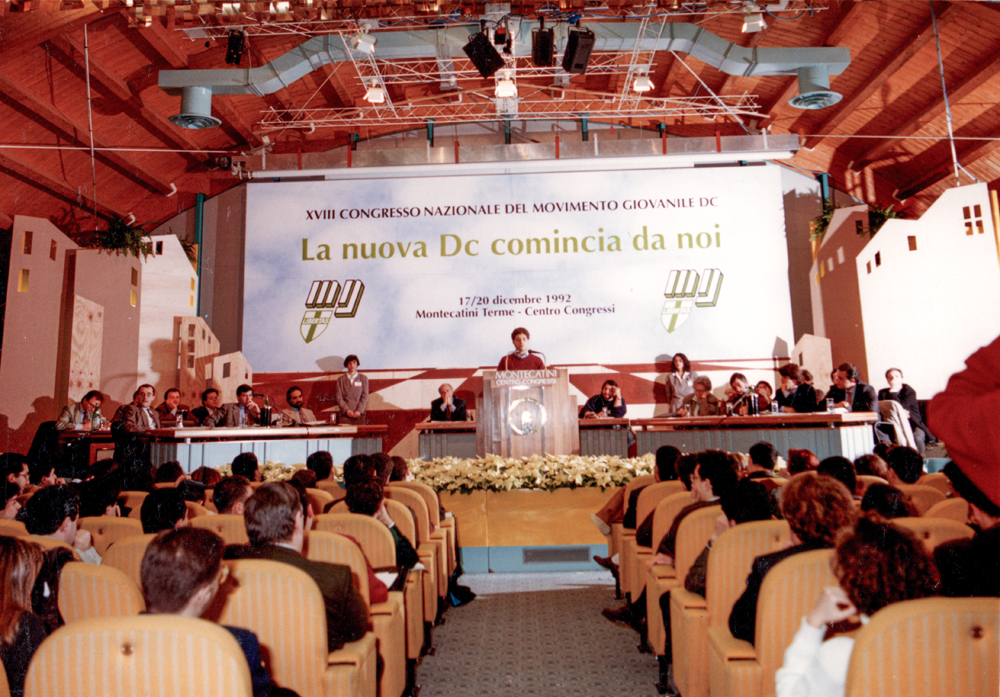 XVIII CONGRESSO NAZIONALE DEL MOVIMENTO GIOVANILE DC
La nuova Dc comincia da noi
17/20 dicembre 1992
Montecatini Terme - Centro Congressi
MONTECATINI
CENTRO CONGRESSI